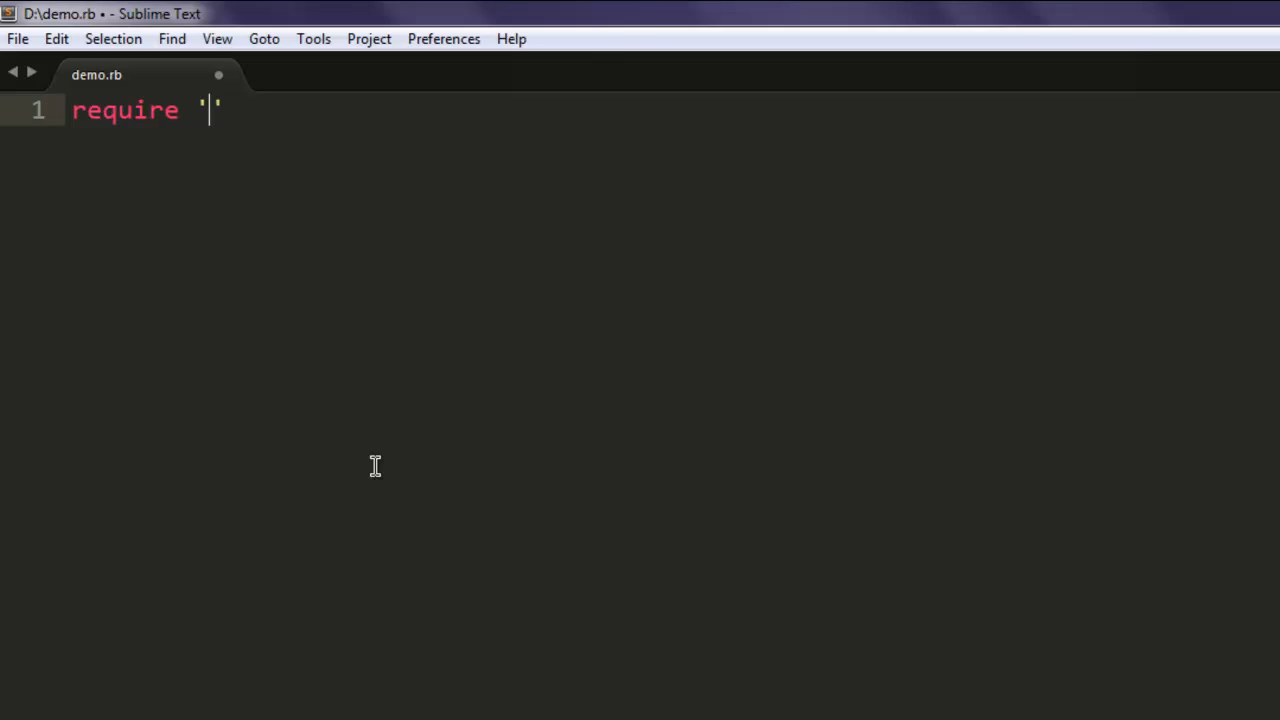 D:\demo.rb • - Sublime Text
File Edit Selection Find View Goto Tools Project Preferences Help
demo.rb
1 require ''